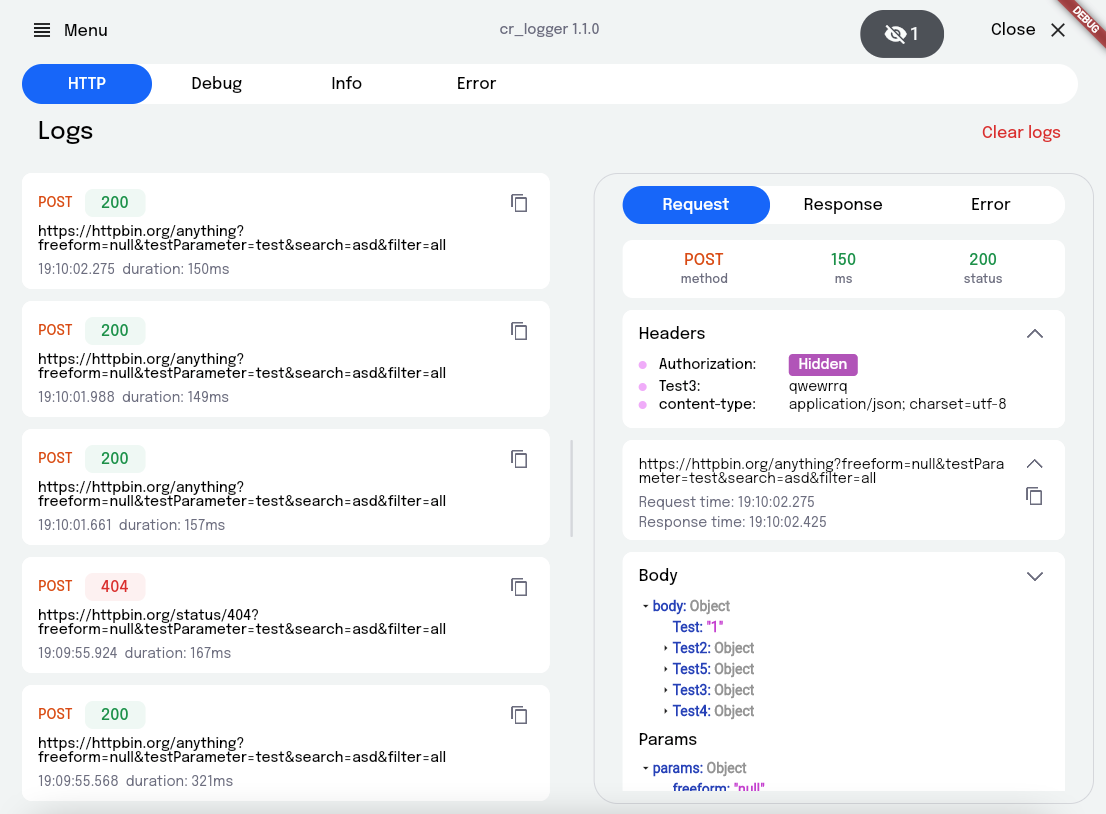 Menu
cr_logger 1.1.0
1
Close
DEBUG
HTTP
Debug
Info
Error
Logs
Clear logs
POST
200
https://httpbin.org/anything?
freeform=null&testParameter=test&search=asd&filter=all
19:10:02.275 duration: 150ms
POST
200
https://httpbin.org/anything?
freeform=null&testParameter=test&search=asd&filter=all
19:10:01.988 duration: 149ms
POST
200
https://httpbin.org/anything?
freeform=null&testParameter=test&search=asd&filter=all
19:10:01.661 duration: 157ms
POST
404
https://httpbin.org/status/404?
freeform=null&testParameter=test&search=asd&filter=all
19:09:55.924 duration: 167ms
POST
200
https://httpbin.org/anything?
freeform=null&testParameter=test&search=asd&filter=all
19:09:55.568 duration: 321ms
Request
Response
Error
POST
150
200
method
ms
status
Headers
Authorization: Hidden
Test3: qwewrrq
content-type: application/json; charset=utf-8
https://httpbin.org/anything?freeform=null&testPara
meter=test&search=asd&filter=all
Request time: 19:10:02.275
Response time: 19:10:02.425
Body
body: Object
Test: "1"
Test2: Object
Test5: Object
Test3: Object
Test4: Object
Params
params: Object
freeform: "null"